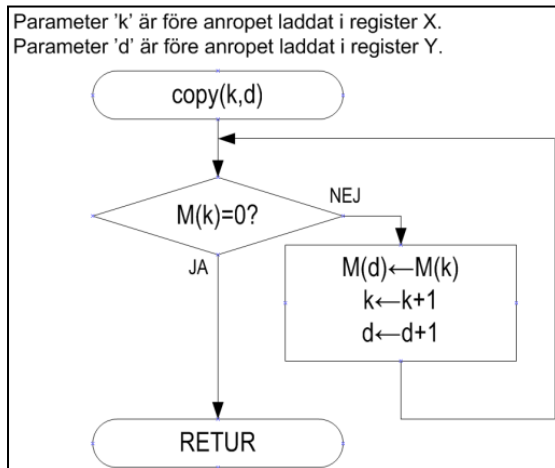 Parameter 'k' är före anropet laddat i register X.
Parameter 'd' är före anropet laddat i register Y.
copy(k,d)
M(k)=0?
NEJ
JA
M(d)←M(k)
k←k+1
d←d+1
RETUR